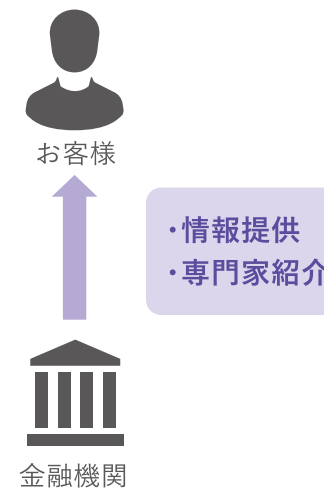 お客様
・情報提供
・専門家紹介
金融機関